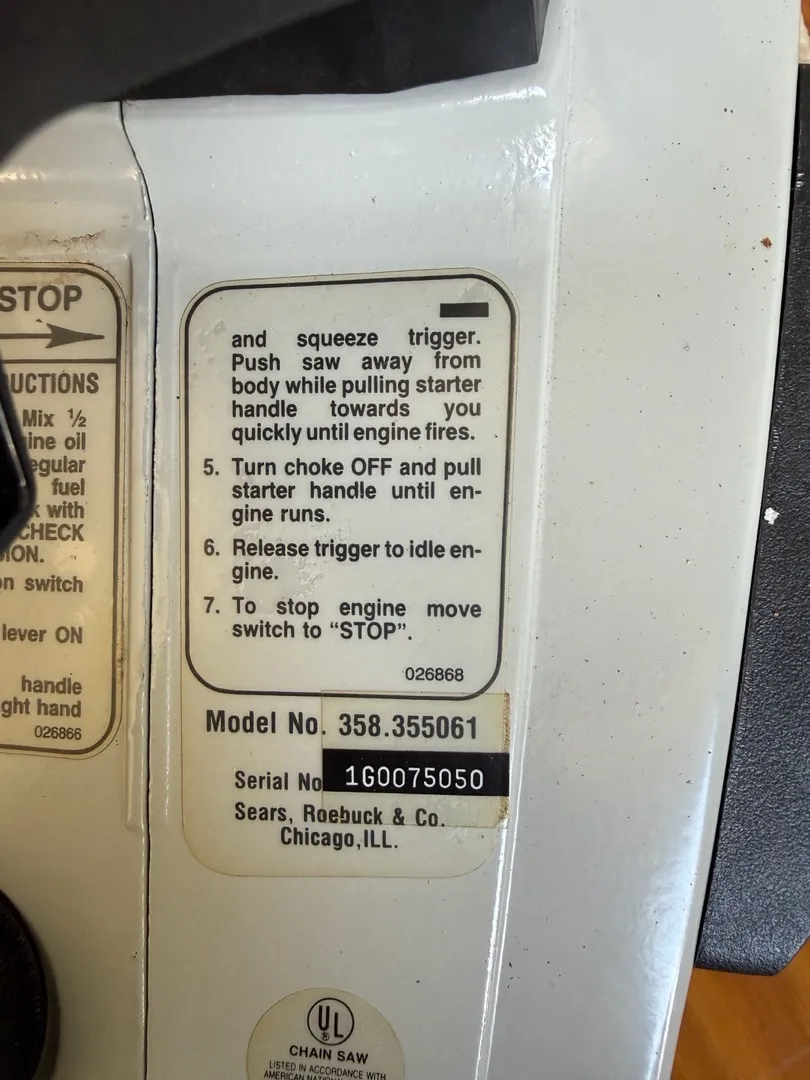 STOP
UCTIONS
Mix ½
ine oil
egular
fuel
with
CHECK
ION.
on switch
lever ON
handle
ght hand
026866
and squeeze trigger.
Push saw away from
body while pulling starter
handle towards you
quickly until engine fires.
5. Turn choke OFF and pull
starter handle until en-
gine runs.
6. Release trigger to idle en-
gine.
7. To stop engine move
switch to “STOP”.
026868
Model No. 358.355061
Serial No 1G0075050
Sears, Roebuck & Co.
Chicago,ILL.
UL
®
CHAIN SAW
LISTED IN ACCORDANCE WITH
AMERICAN NATION